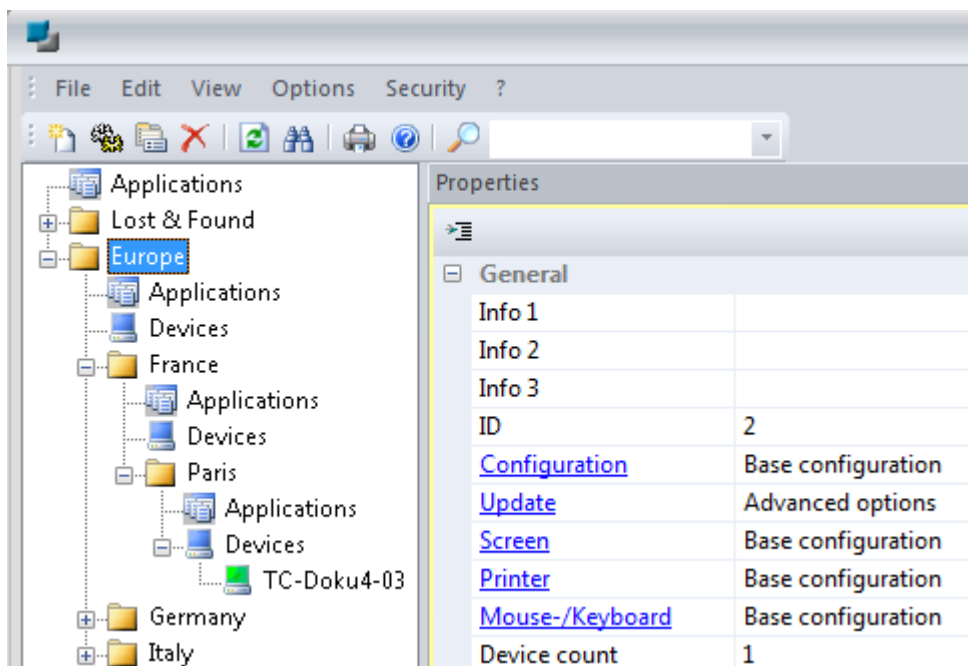 File Edit View Options Security ?
Applications
Lost & Found
Europe
Applications
Devices
France
Applications
Devices
Paris
Applications
Devices
TC-Doku4-03
Germany
Italy
Properties
General
Info 1
Info 2
Info 3
ID 2
Configuration Base configuration
Update Advanced options
Screen Base configuration
Printer Base configuration
Mouse-/Keyboard Base configuration
Device count 1